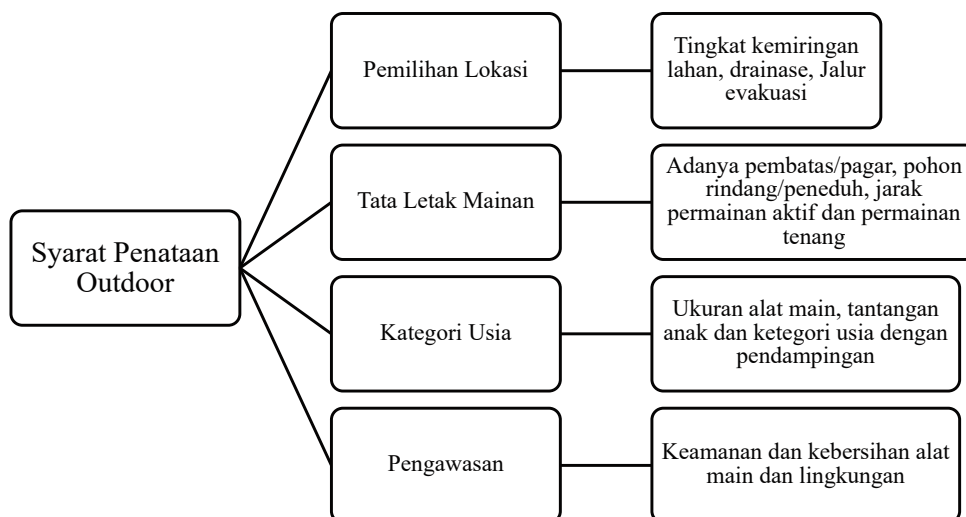 Syarat Penataan
Outdoor
Pemilihan Lokasi
Tingkat kemiringan
lahan, drainase, Jalur
evakuasi
Tata Letak Mainan
Adanya pembatas/pagar, pohon
rindang/peneduh, jarak
permainan aktif dan permainan
tenang
Kategori Usia
Ukuran alat main, tantangan
anak dan ketegori usia dengan
pendampingan
Pengawasan
Keamanan dan kebersihan alat
main dan lingkungan